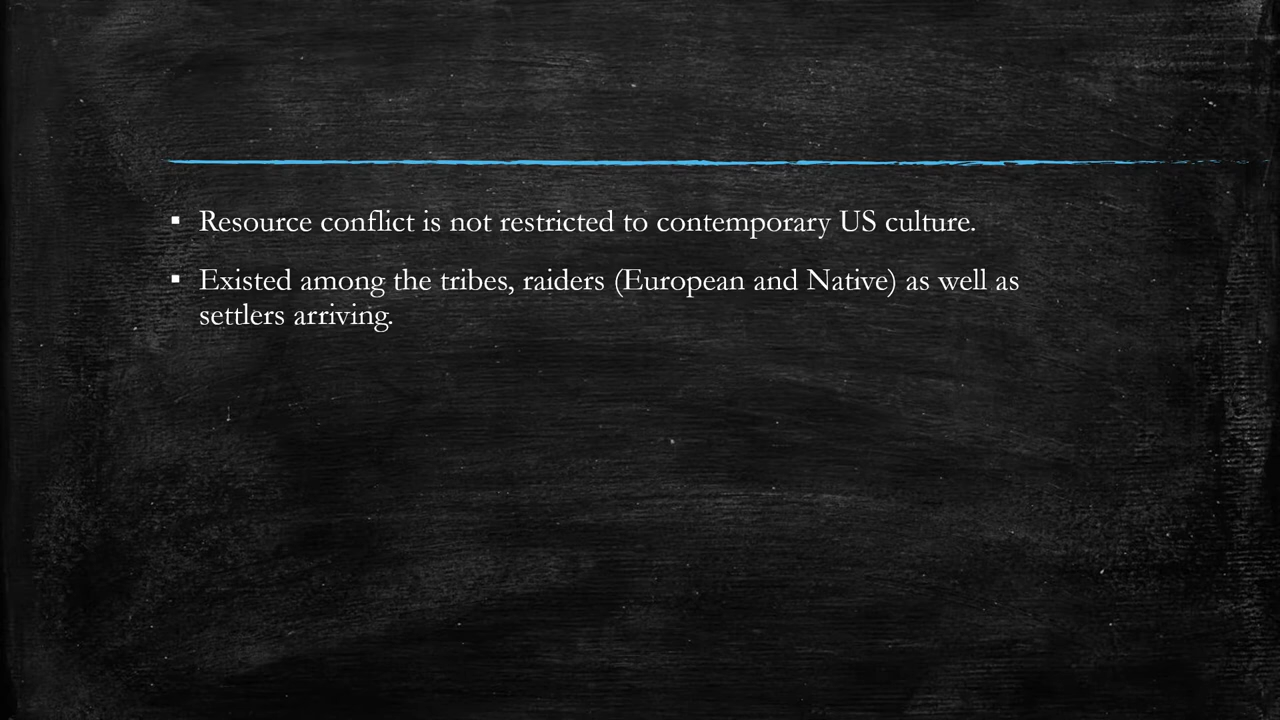 ▪ Resource conflict is not restricted to contemporary US culture.
▪ Existed among the tribes, raiders (European and Native) as well as
settlers arriving.